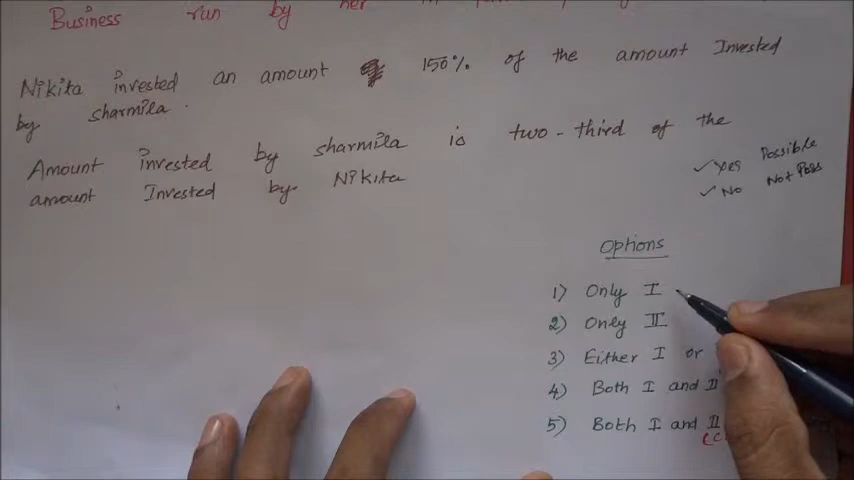 Business run by her in
Nikita invested an amount 150% of the amount Invested
by sharmila.
Amount invested by sharmila is two-third of the
amount Invested by. Nikita
✓ Yes Possible
✓ No Not Poss
Options
1) Only I
2) Only II
3) Either I or
4) Both I and II
5) Both I and II